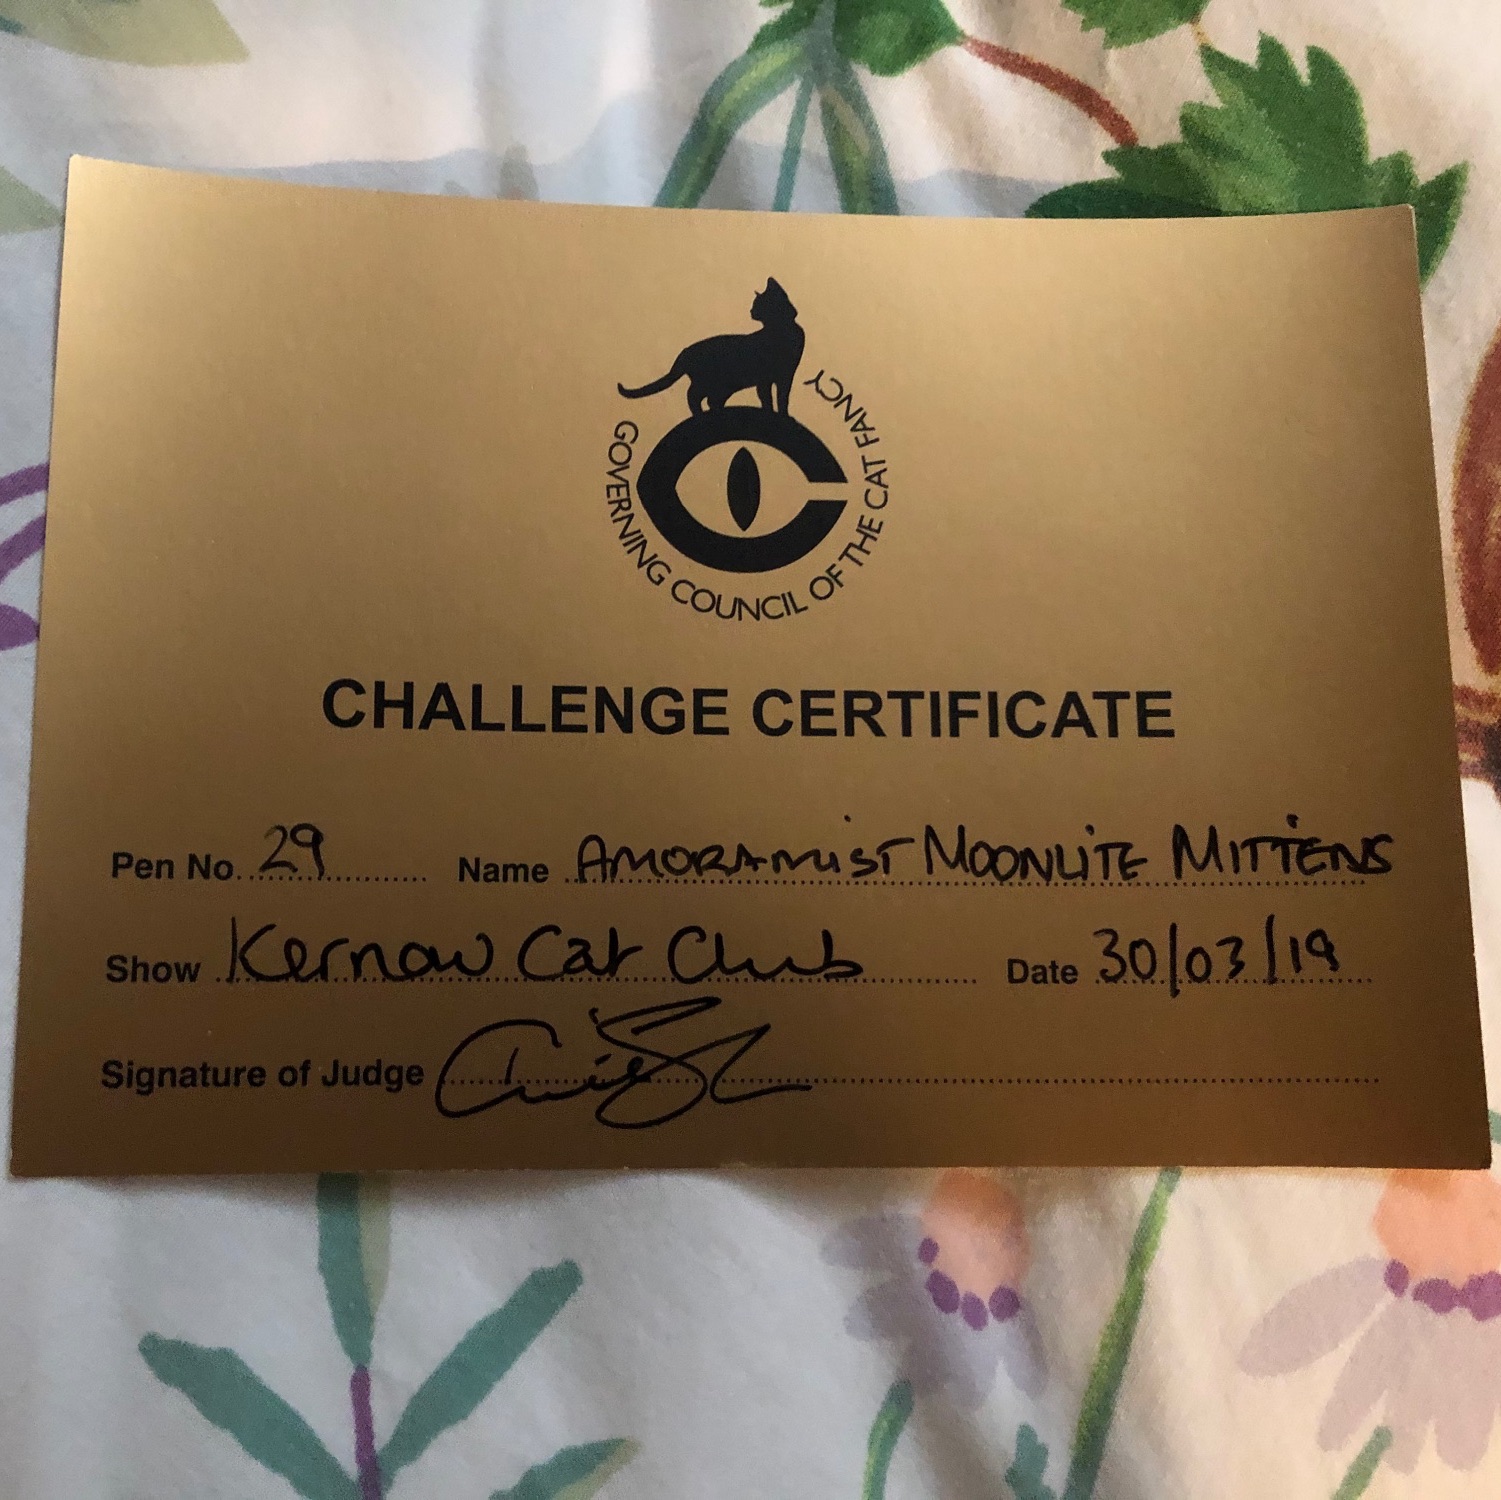 GOVERNING COUNCIL OF THE CAT FANCY
CHALLENGE CERTIFICATE
Pen No. 29 Name AMORAMIST MOONLITE MITTENS
Show Kernow Cat Club Date 30/03/19
Signature of Judge